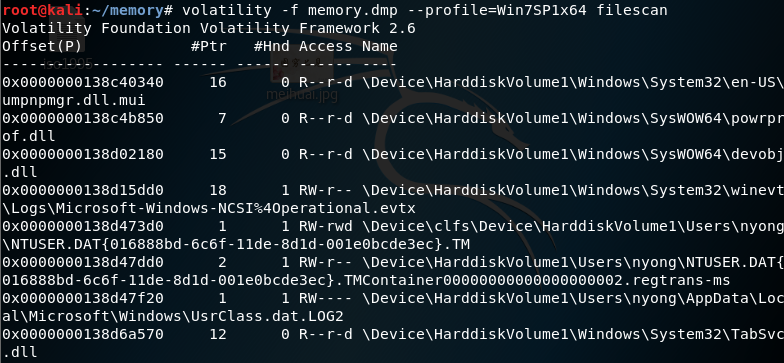 root@kali:~/memory# volatility -f memory.dmp --profile=Win7SP1x64 filescan
Volatility Foundation Volatility Framework 2.6
Offset(P)            #Ptr   #Hnd Access Name
------------------ ------ ------ ------ ----
0x0000000138c40340     16      0 R--r-d \Device\HarddiskVolume1\Windows\System32\en-US\
umpnpmgr.dll.mui
0x0000000138c4b850      7      0 R--r-d \Device\HarddiskVolume1\Windows\SysWOW64\powrpr
of.dll
0x0000000138d02180     15      0 R--r-d \Device\HarddiskVolume1\Windows\SysWOW64\devobj
.dll
0x0000000138d15dd0     18      1 RW-r-- \Device\HarddiskVolume1\Windows\System32\winevt
\Logs\Microsoft-Windows-NCSI%4Operational.evtx
0x0000000138d473d0      1      1 RW-rwd \Device\clfs\Device\HarddiskVolume1\Users\nyong
\NTUSER.DAT{016888bd-6c6f-11de-8d1d-001e0bcde3ec}.TM
0x0000000138d47dd0      2      1 RW-r-- \Device\HarddiskVolume1\Users\nyong\NTUSER.DAT{
016888bd-6c6f-11de-8d1d-001e0bcde3ec}.TMContainer00000000000000000002.regtrans-ms
0x0000000138d47f20      1      1 RW---- \Device\HarddiskVolume1\Users\nyong\AppData\Loc
al\Microsoft\Windows\UsrClass.dat.LOG2
0x0000000138d6a570     12      0 R--r-d \Device\HarddiskVolume1\Windows\System32\TabSvc
.dll
meihuai.jpg